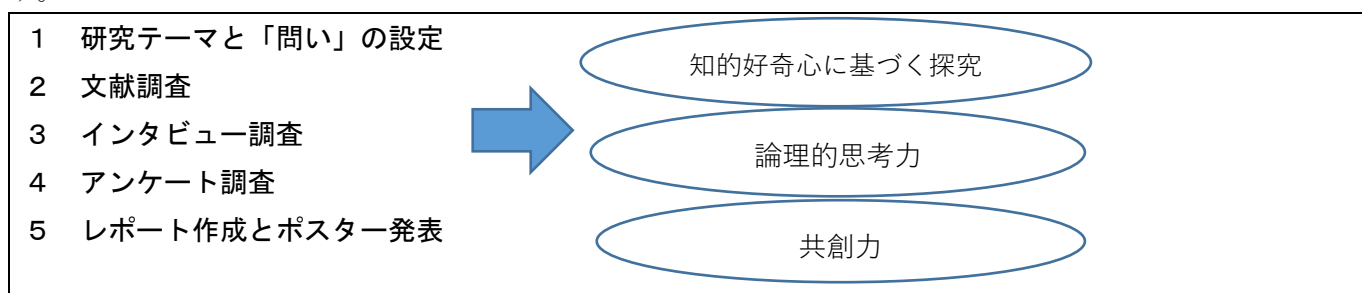 す。
1 研究テーマと「問い」の設定
2 文献調査
3 インタビュー調査
4 アンケート調査
5 レポート作成とポスター発表
知的好奇心に基づく探究
論理的思考力
共創力